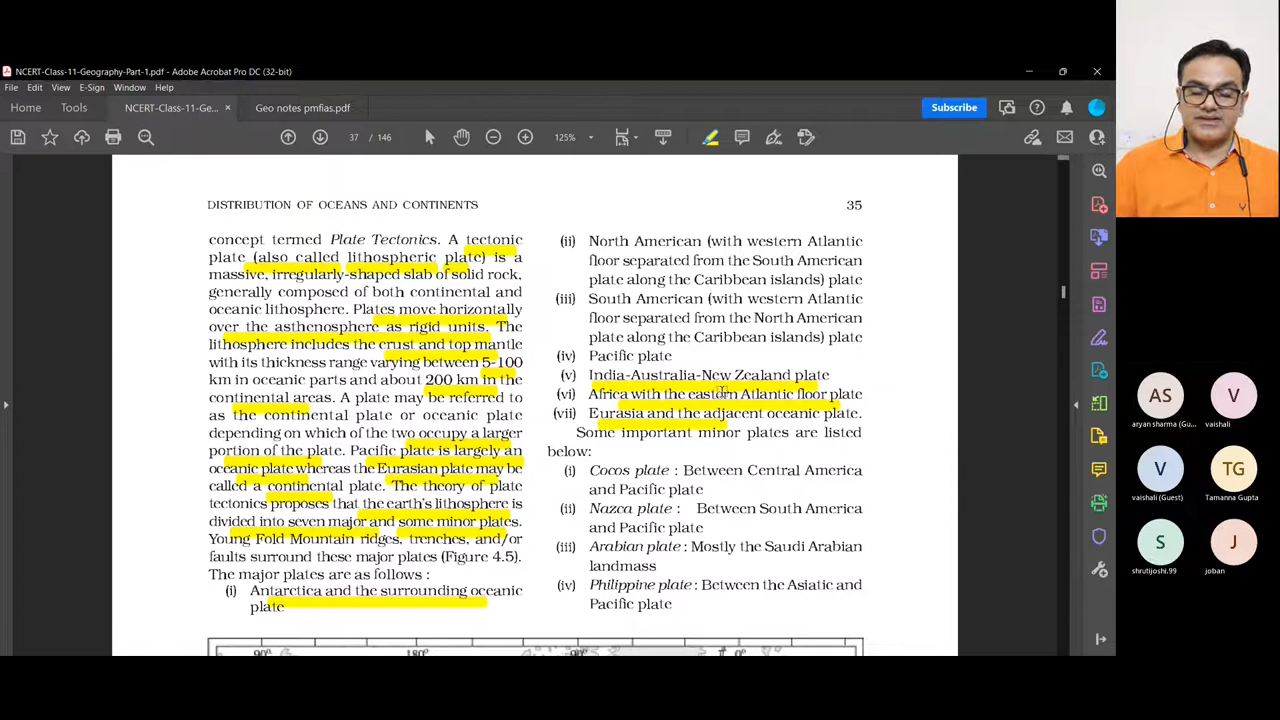 NCERT-Class-11-Geography-Part-1.pdf - Adobe Acrobat Pro DC (32-bit)
File Edit View E-Sign Window Help
Home Tools NCERT-Class-11-Ge... × Geo notes pmfias.pdf Subscribe
37 / 146 125%
DISTRIBUTION OF OCEANS AND CONTINENTS 35
concept termed Plate Tectonics. A tectonic
plate (also called lithospheric plate) is a
massive, irregularly-shaped slab of solid rock,
generally composed of both continental and
oceanic lithosphere. Plates move horizontally
over the asthenosphere as rigid units. The
lithosphere includes the crust and top mantle
with its thickness range varying between 5-100
km in oceanic parts and about 200 km in the
continental areas. A plate may be referred to
as the continental plate or oceanic plate
depending on which of the two occupy a larger
portion of the plate. Pacific plate is largely an
oceanic plate whereas the Eurasian plate may be
called a continental plate. The theory of plate
tectonics proposes that the earth's lithosphere is
divided into seven major and some minor plates.
Young Fold Mountain ridges, trenches, and/or
faults surround these major plates (Figure 4.5).
The major plates are as follows :
(i) Antarctica and the surrounding oceanic
plate
(ii) North American (with western Atlantic
floor separated from the South American
plate along the Caribbean islands) plate
(iii) South American (with western Atlantic
floor separated from the North American
plate along the Caribbean islands) plate
(iv) Pacific plate
(v) India-Australia-New Zealand plate
(vi) Africa with the eastern Atlantic floor plate
(vii) Eurasia and the adjacent oceanic plate.
Some important minor plates are listed
below:
(i) Cocos plate : Between Central America
and Pacific plate
(ii) Nazca plate : Between South America
and Pacific plate
(iii) Arabian plate : Mostly the Saudi Arabian
landmass
(iv) Philippine plate : Between the Asiatic and
Pacific plate
90° 180° 90° 0°
AS V
aryan sharma (Gu... vaishali
V TG
vaishali (Guest) Tamanna Gupta
S J
shrutijoshi.99 joban